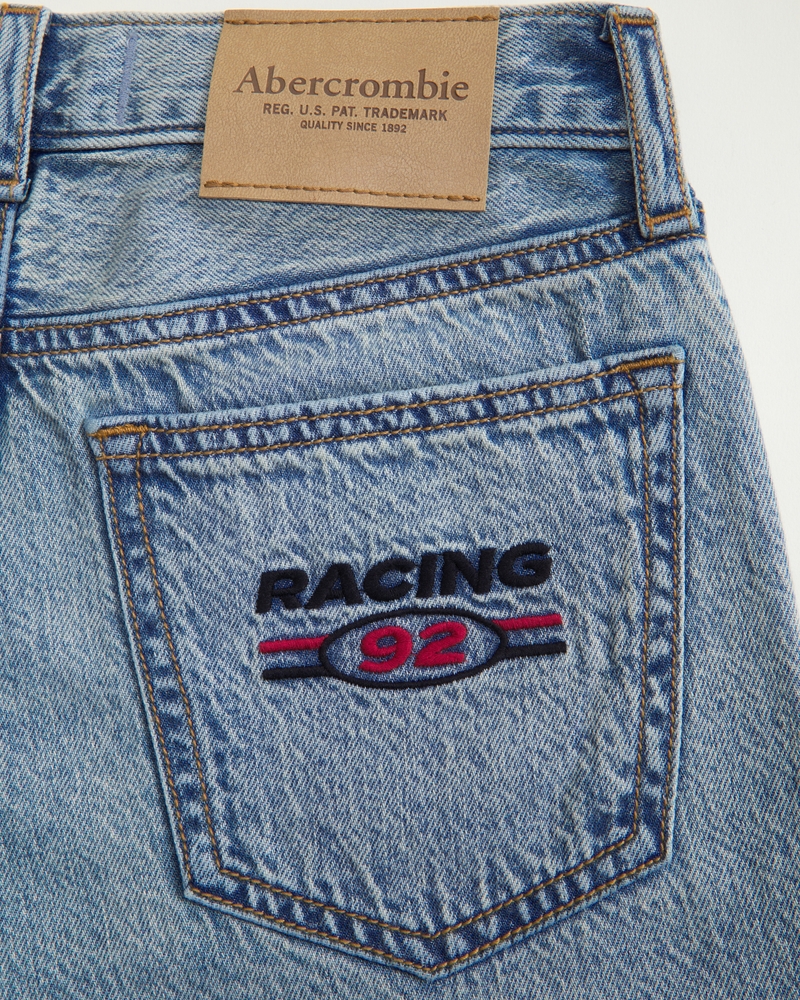 Abercrombie
REG. U.S. PAT. TRADEMARK
QUALITY SINCE 1892
RACING
92